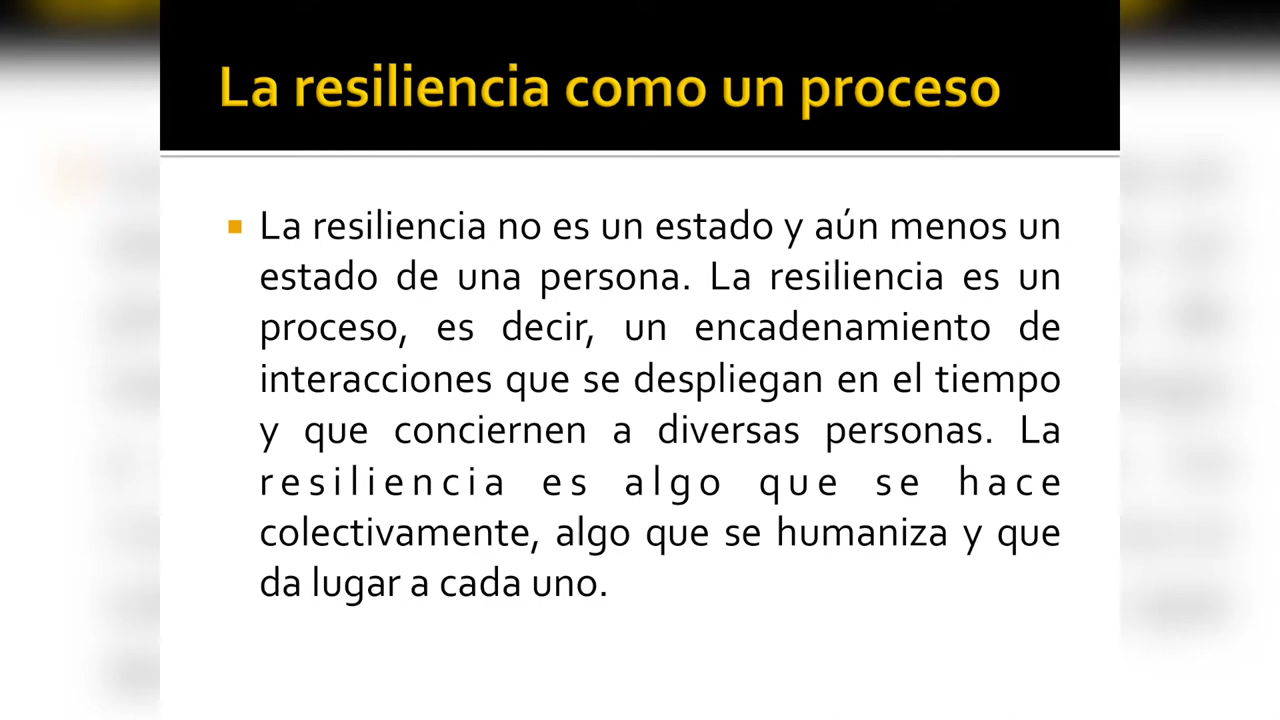 La resiliencia como un proceso
La resiliencia no es un estado y aún menos un
estado de una persona. La resiliencia es un
proceso, es decir, un encadenamiento de
interacciones que se despliegan en el tiempo
y que conciernen a diversas personas. La
resiliencia es algo que se hace
colectivamente, algo que se humaniza y que
da lugar a cada uno.